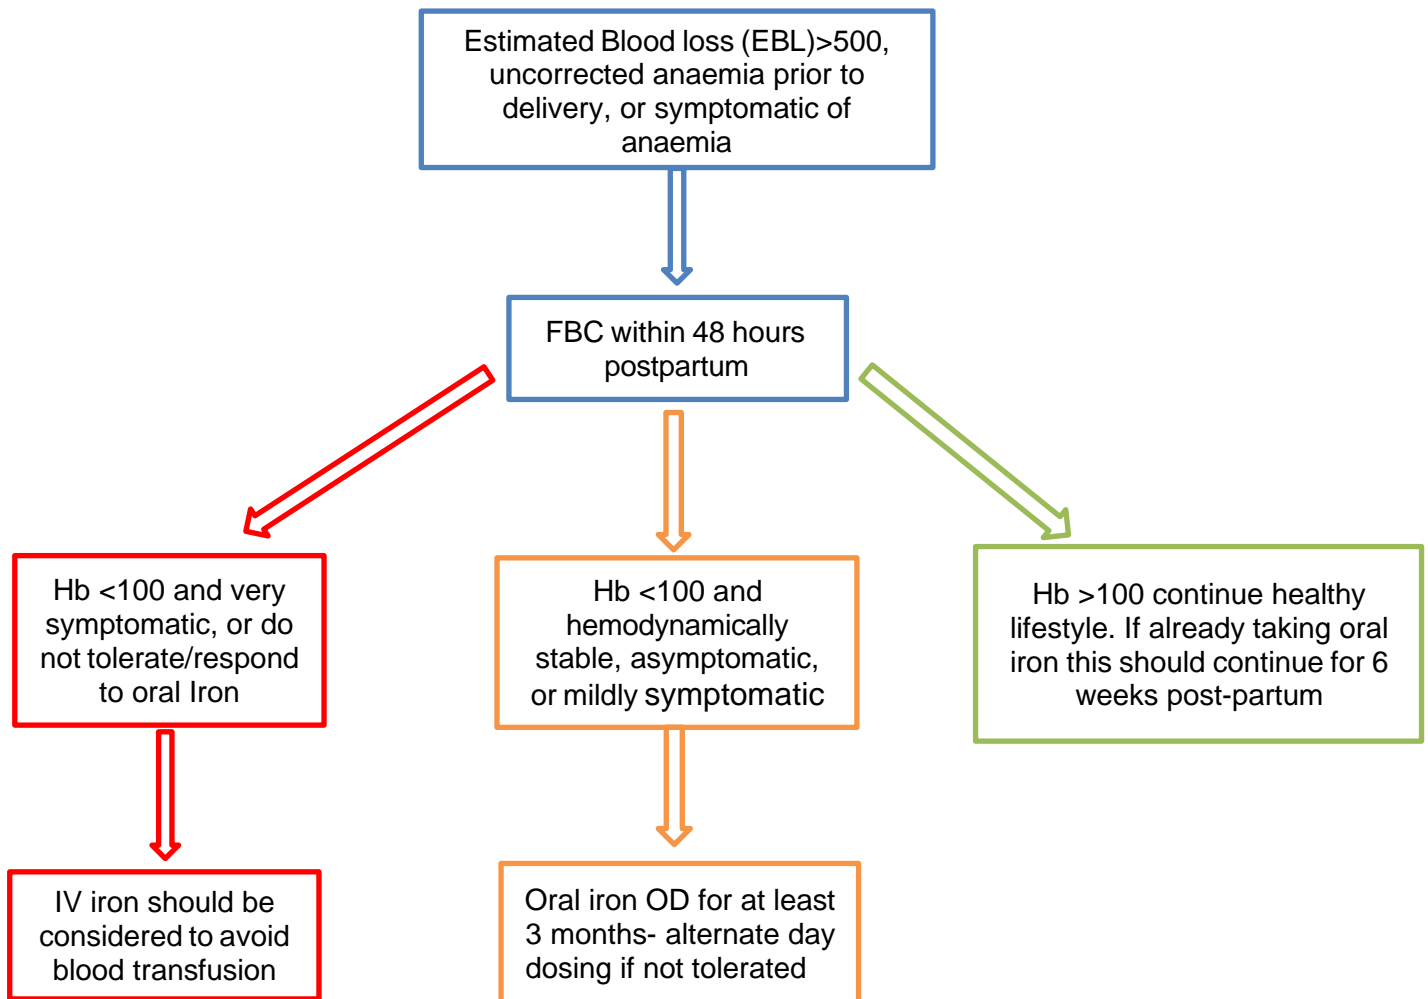 Estimated Blood loss (EBL)>500,
uncorrected anaemia prior to
delivery, or symptomatic of
anaemia
FBC within 48 hours
postpartum
Hb <100 and very
symptomatic, or do
not tolerate/respond
to oral Iron
Hb <100 and
hemodynamically
stable, asymptomatic,
or mildly symptomatic
Hb >100 continue healthy
lifestyle. If already taking oral
iron this should continue for 6
weeks post-partum
IV iron should be
considered to avoid
blood transfusion
Oral iron OD for at least
3 months- alternate day
dosing if not tolerated